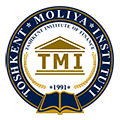 TOSHKENT MOLIYA INSTITUTI
TASHKENT INSTITUTE OF FINANCE
TMI
*1991*